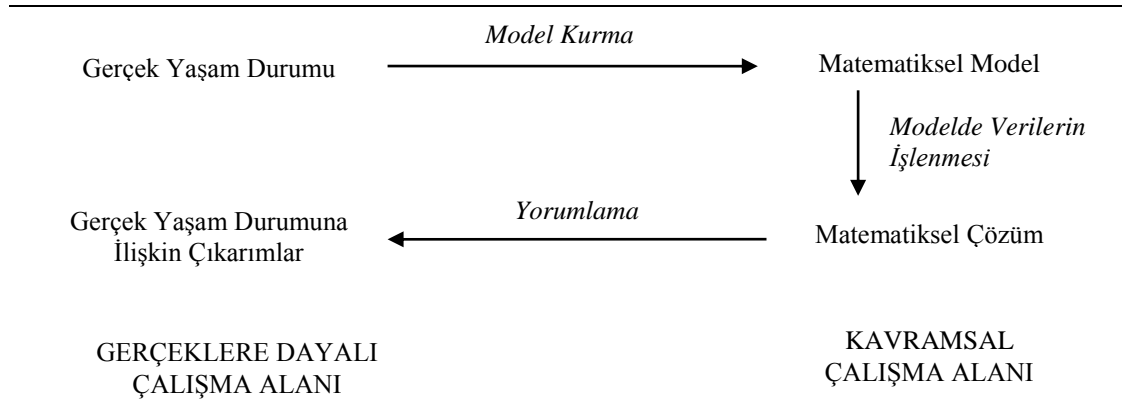 Model Kurma
Gerçek Yaşam Durumu
Matematiksel Model
Modelde Verilerin
İşlenmesi
Gerçek Yaşam Durumuna
İlişkin Çıkarımlar
Yorumlama
Matematiksel Çözüm
GERÇEKLERE DAYALI
ÇALIŞMA ALANI
KAVRAMSAL
ÇALIŞMA ALANI